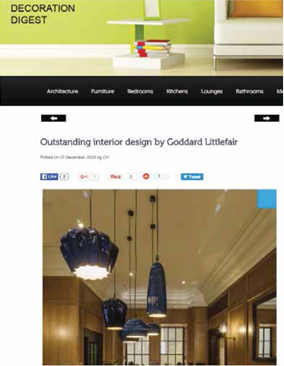 DECORATION
DIGEST
Architecture Furniture Bedrooms Kitchens Lounges Bathrooms
Outstanding interior design by Goddard Littlefair
Posted on 17 December, 2015 by CH
Like 2 G+1 1 Pin it 2 Tweet